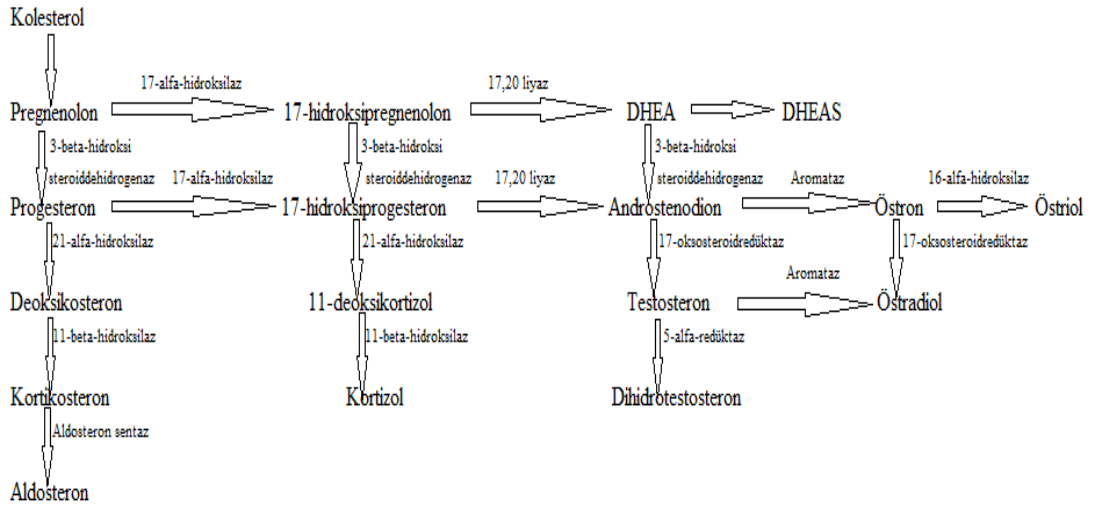 Kolesterol
17-alfa-hidroksilaz
17,20 liyaz
Pregnenolon
17-hidroksipregnenolon
DHEA
DHEAS
3-beta-hidroksi
steroiddehidrogenaz
3-beta-hidroksi
steroiddehidrogenaz
3-beta-hidroksi
steroiddehidrogenaz
17-alfa-hidroksilaz
17,20 liyaz
Aromataz
16-alfa-hidroksilaz
Progesteron
17-hidroksiprogesteron
Androstenodion
Östron
Östriol
21-alfa-hidroksilaz
21-alfa-hidroksilaz
17-oksosteroidredüktaz
17-oksosteroidredüktaz
Aromataz
Deoksikosteron
11-deoksikortizol
Testosteron
Östradiol
11-beta-hidroksilaz
11-beta-hidroksilaz
5-alfa-redüktaz
Kortikosteron
Kortizol
Dihidrotestosteron
Aldosteron sentaz
Aldosteron